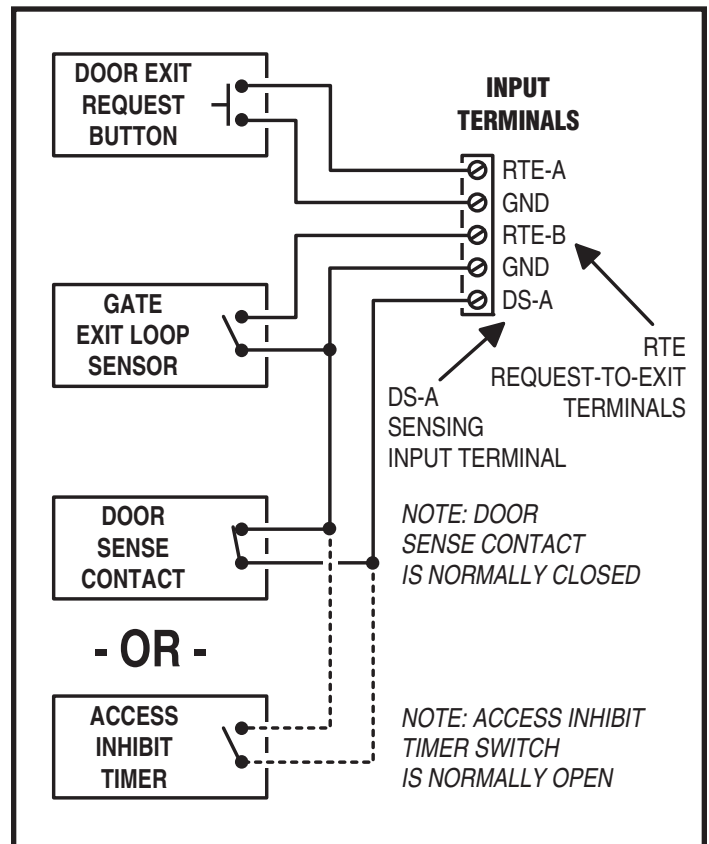 DOOR EXIT
REQUEST
BUTTON
INPUT
TERMINALS
RTE-A
GND
RTE-B
GND
DS-A
GATE
EXIT LOOP
SENSOR
RTE
REQUEST-TO-EXIT
TERMINALS
DS-A
SENSING
INPUT TERMINAL
DOOR
SENSE
CONTACT
NOTE: DOOR
SENSE CONTACT
IS NORMALLY CLOSED
- OR -
ACCESS
INHIBIT
TIMER
NOTE: ACCESS INHIBIT
TIMER SWITCH
IS NORMALLY OPEN